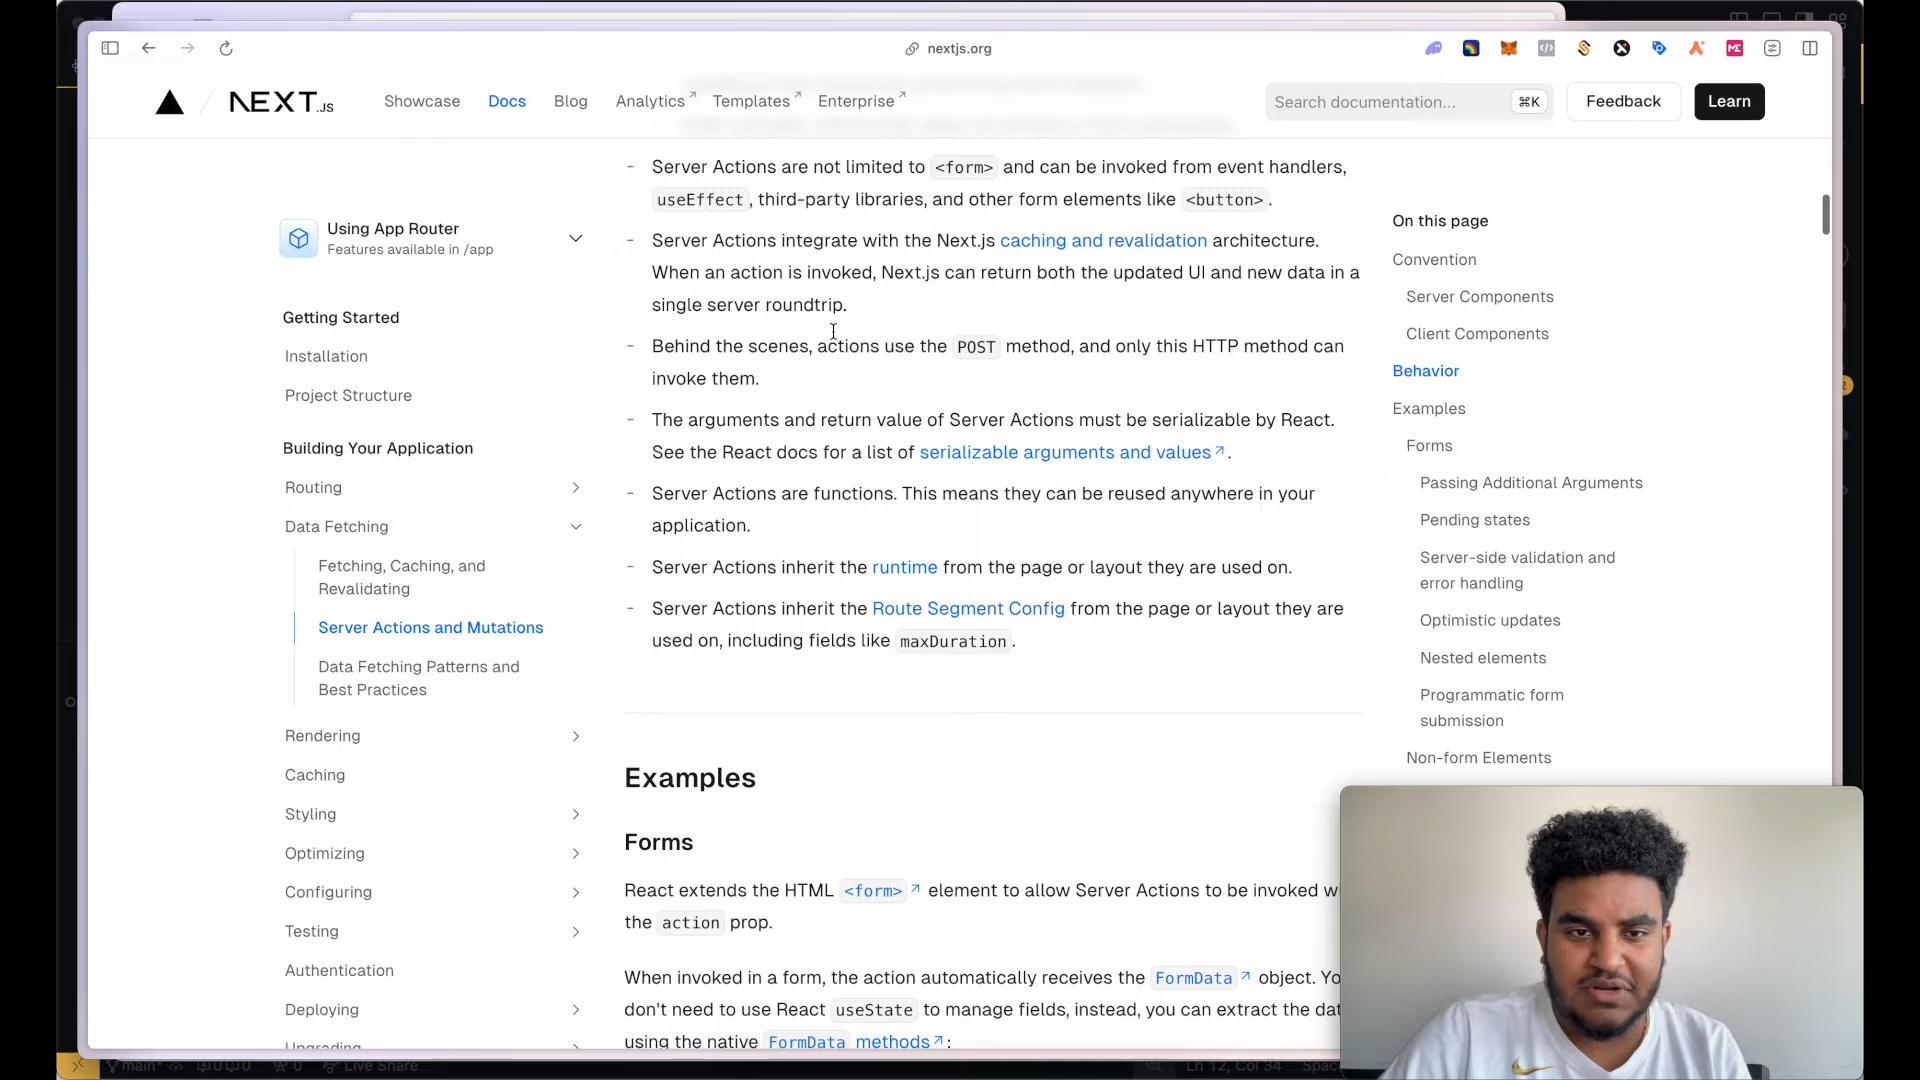 nextjs.org
NEXT.JS
Showcase
Docs
Blog
Analytics
Templates
Enterprise
Search documentation...
⌘K
Feedback
Learn
Using App Router
Features available in /app
Getting Started
Installation
Project Structure
Building Your Application
Routing
Data Fetching
Fetching, Caching, and
Revalidating
Server Actions and Mutations
Data Fetching Patterns and
Best Practices
Rendering
Caching
Styling
Optimizing
Configuring
Testing
Authentication
Deploying
Upgrading
- Server Actions are not limited to <form> and can be invoked from event handlers,
useEffect, third-party libraries, and other form elements like <button>.
- Server Actions integrate with the Next.js caching and revalidation architecture.
When an action is invoked, Next.js can return both the updated UI and new data in a
single server roundtrip.
- Behind the scenes, actions use the POST method, and only this HTTP method can
invoke them.
- The arguments and return value of Server Actions must be serializable by React.
See the React docs for a list of serializable arguments and values.
- Server Actions are functions. This means they can be reused anywhere in your
application.
- Server Actions inherit the runtime from the page or layout they are used on.
- Server Actions inherit the Route Segment Config from the page or layout they are
used on, including fields like maxDuration.
Examples
Forms
React extends the HTML <form> element to allow Server Actions to be invoked
the action prop.
When invoked in a form, the action automatically receives the FormData object.
don't need to use React useState to manage fields, instead, you can extract the
using the native FormData methods:
On this page
Convention
Server Components
Client Components
Behavior
Examples
Forms
Passing Additional Arguments
Pending states
Server-side validation and
error handling
Optimistic updates
Nested elements
Programmatic form
submission
Non-form Elements
main*
Live Share
Ln 12, Col 34